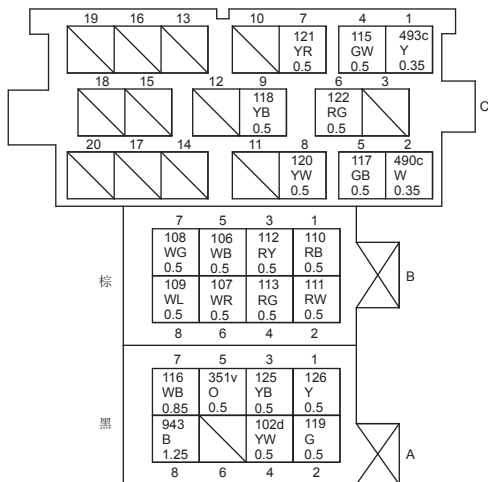 19 16 13 10 7 4 1
121 115 493c
YR GW Y
0.5 0.5 0.35
18 15 12 9 6 3
118 122
YB RG
0.5 0.5
C
20 17 14 11 8 5 2
120 117 490c
YW GB W
0.5 0.5 0.35
7 5 3 1
108 106 112 110
WG WB RY RB
0.5 0.5 0.5 0.5
棕 B
109 107 113 111
WL WR RG RW
0.5 0.5 0.5 0.5
8 6 4 2
7 5 3 1
116 351v 125 126
WB O YB Y
0.85 0.5 0.5 0.5
黑
943 102d 119
B YW G
1.25 0.5 0.5
A
8 6 4 2